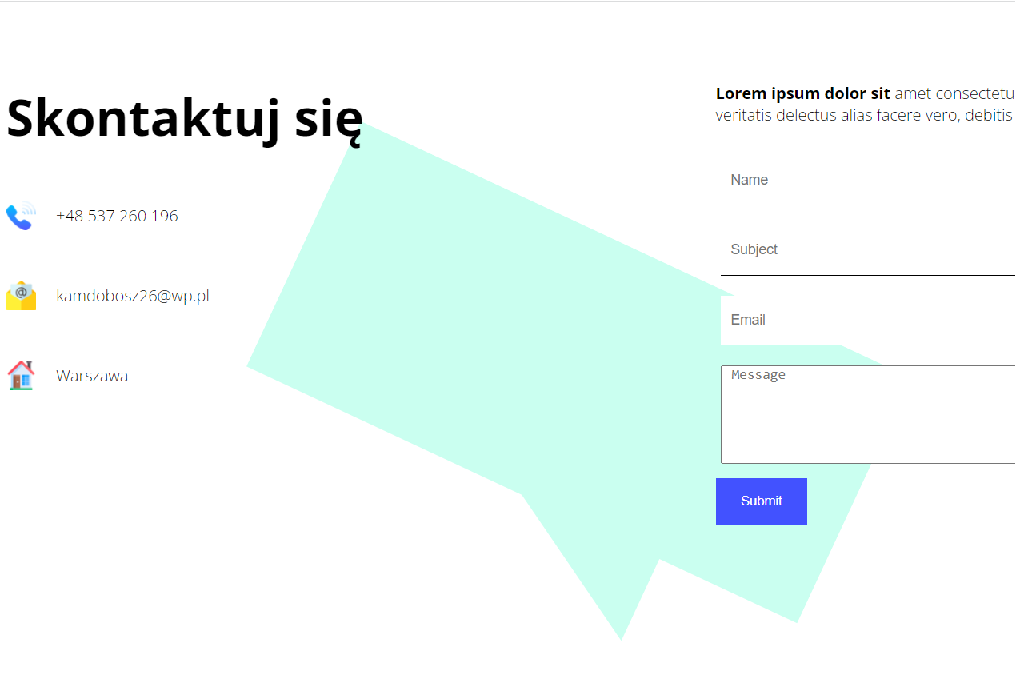 Skontaktuj się
+48 537 260 196
kamdobosz26@wp.pl
Warszawa
Lorem ipsum dolor sit amet consectetu
veritatis delectus alias facere vero, debitis
Name
Subject
Email
Message
Submit